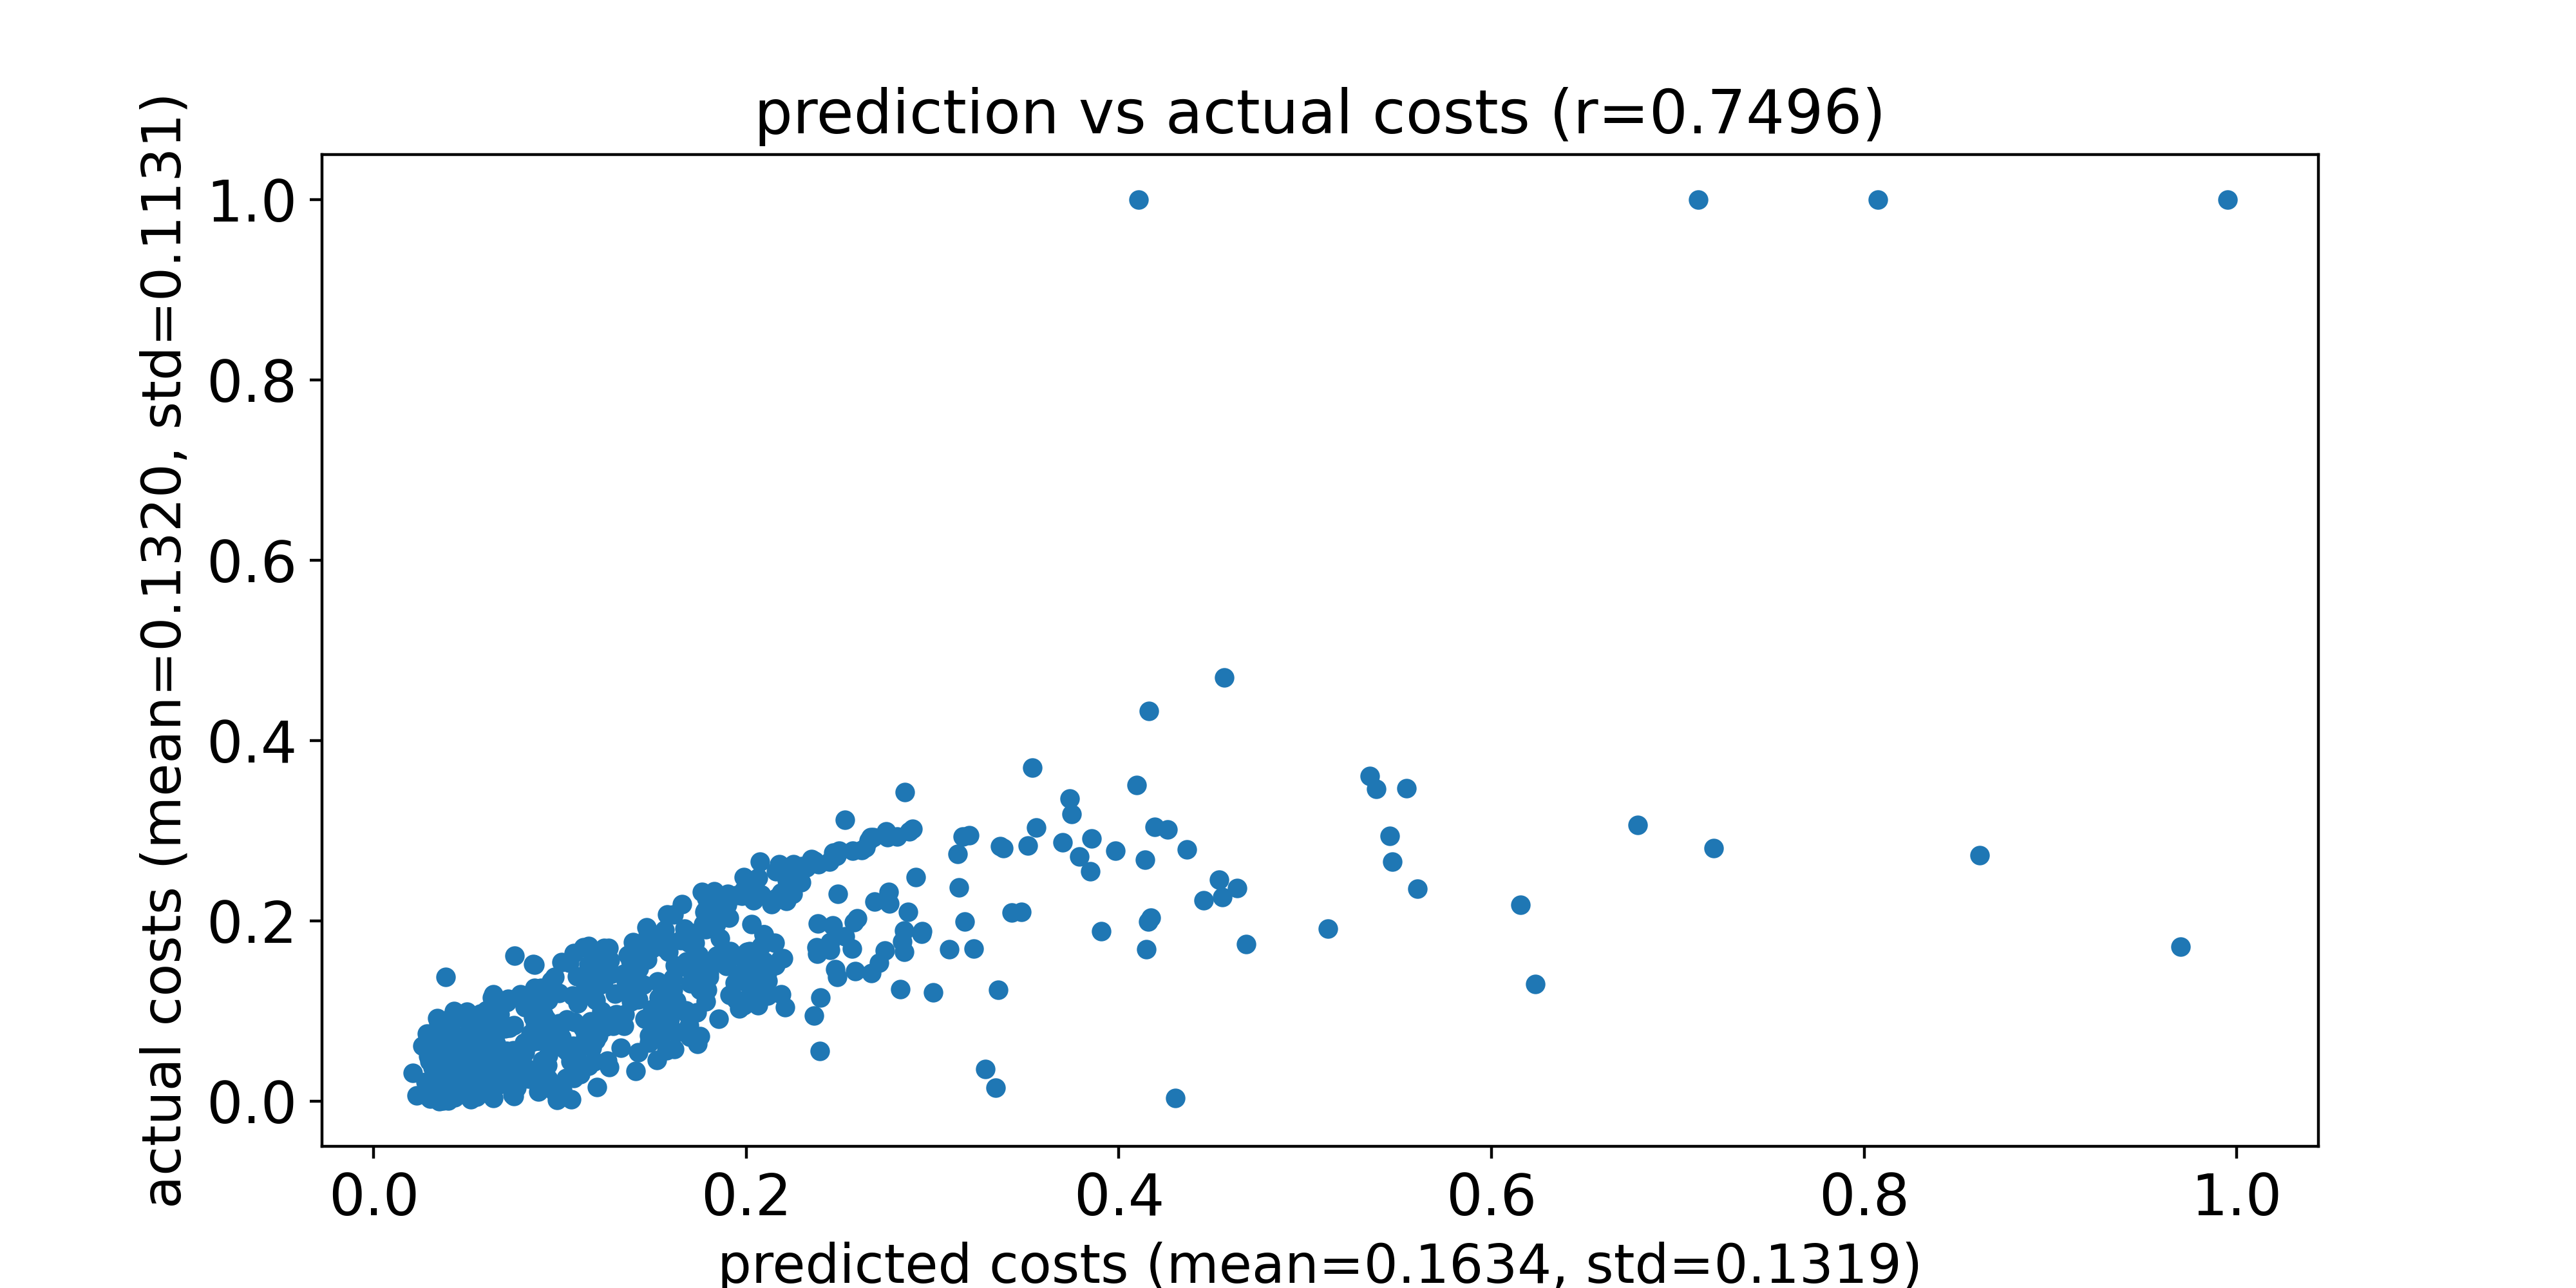 prediction vs actual costs (r=0.7496)
actual costs (mean=0.1320, std=0.1131)
1.0
0.8
0.6
0.4
0.2
0.0
0.0 0.2 0.4 0.6 0.8 1.0
predicted costs (mean=0.1634, std=0.1319)